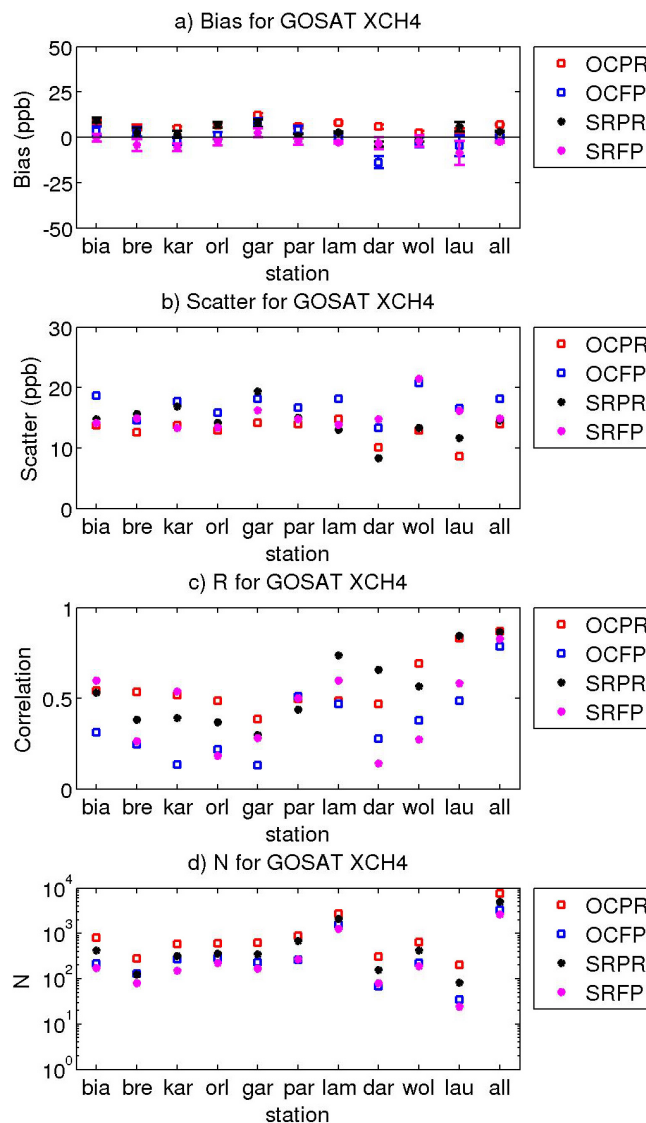 a) Bias for GOSAT XCH4
50
25
0
-25
-50
Bias (ppb)
bia bre kar orl gar par lam dar wol lau all
station
OCPR
OCFP
SRPR
SRFP
b) Scatter for GOSAT XCH4
30
20
10
0
Scatter (ppb)
bia bre kar orl gar par lam dar wol lau all
station
OCPR
OCFP
SRPR
SRFP
c) R for GOSAT XCH4
1
0.5
0
Correlation
bia bre kar orl gar par lam dar wol lau all
station
OCPR
OCFP
SRPR
SRFP
d) N for GOSAT XCH4
10^4
10^3
10^2
10^1
10^0
N
bia bre kar orl gar par lam dar wol lau all
station
OCPR
OCFP
SRPR
SRFP